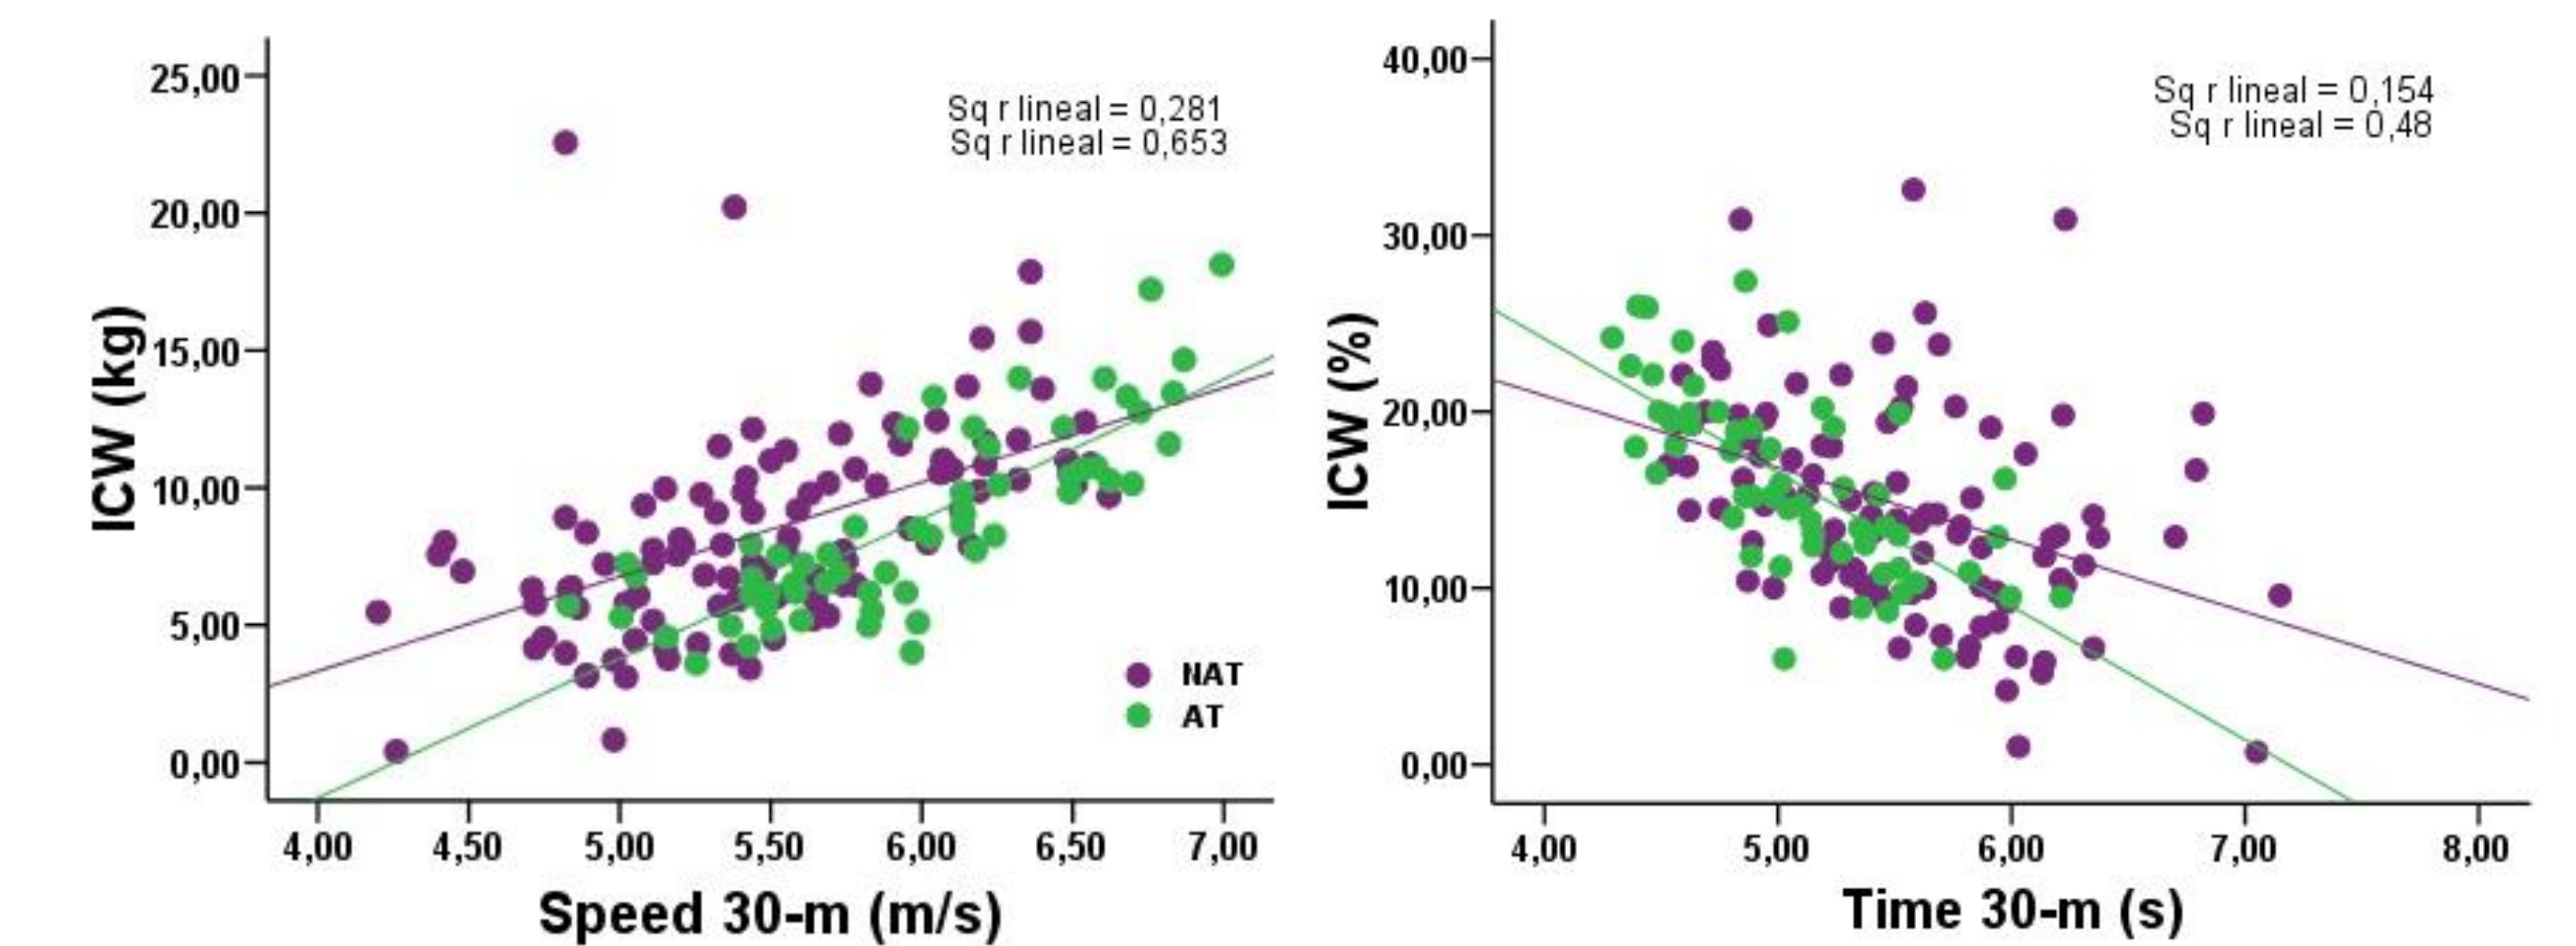 25,00
20,00
15,00
10,00
5,00
0,00
ICW (kg)
Sq r lineal = 0,281
Sq r lineal = 0,653
NAT
AT
4,00 4,50 5,00 5,50 6,00 6,50 7,00
Speed 30-m (m/s)
40,00
30,00
20,00
10,00
0,00
ICW (%)
Sq r lineal = 0,154
Sq r lineal = 0,48
4,00 5,00 6,00 7,00 8,00
Time 30-m (s)